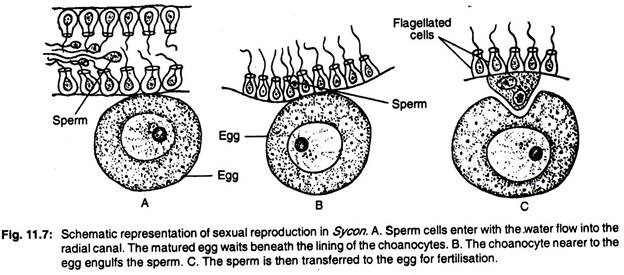 Flagellated
cells
Sperm
Sperm
Egg
Egg
A
B
C
Fig. 11.7: Schematic representation of sexual reproduction in Sycon. A. Sperm cells enter with the water flow into the
radial canal. The matured egg waits beneath the lining of the choanocytes. B. The choanocyte nearer to the
egg engulfs the sperm. C. The sperm is then transferred to the egg for fertilisation.